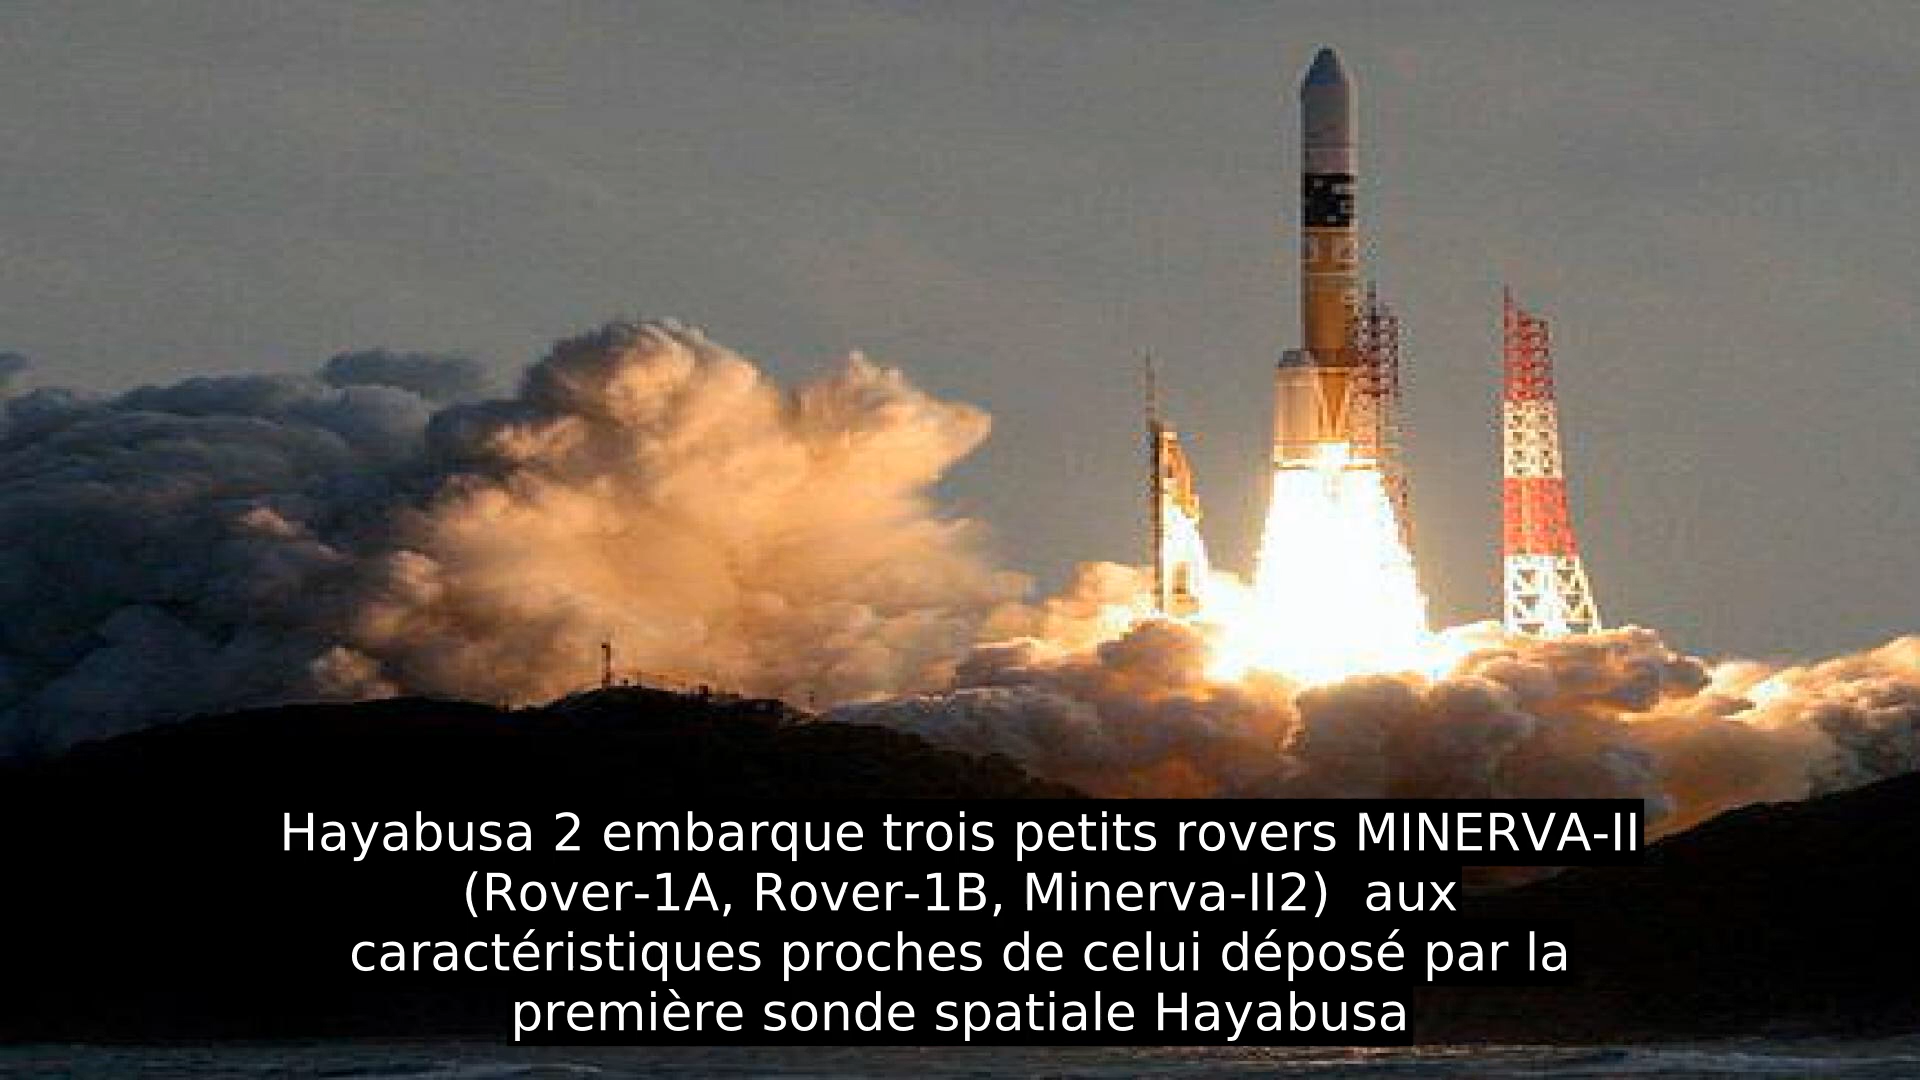 Hayabusa 2 embarque trois petits rovers MINERVA-II
(Rover-1A, Rover-1B, Minerva-II2)  aux
caractéristiques proches de celui déposé par la
première sonde spatiale Hayabusa